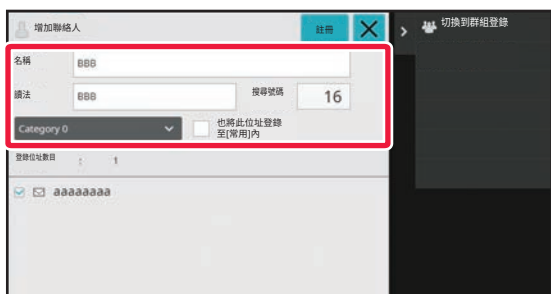 增加聯絡人
註冊
切換到群組登錄
名稱
BBB
讀法
BBB
搜尋號碼
16
Category 0
也將此位址登錄
至[常用]內
登錄位址數目 : 1
aaaaaaaa